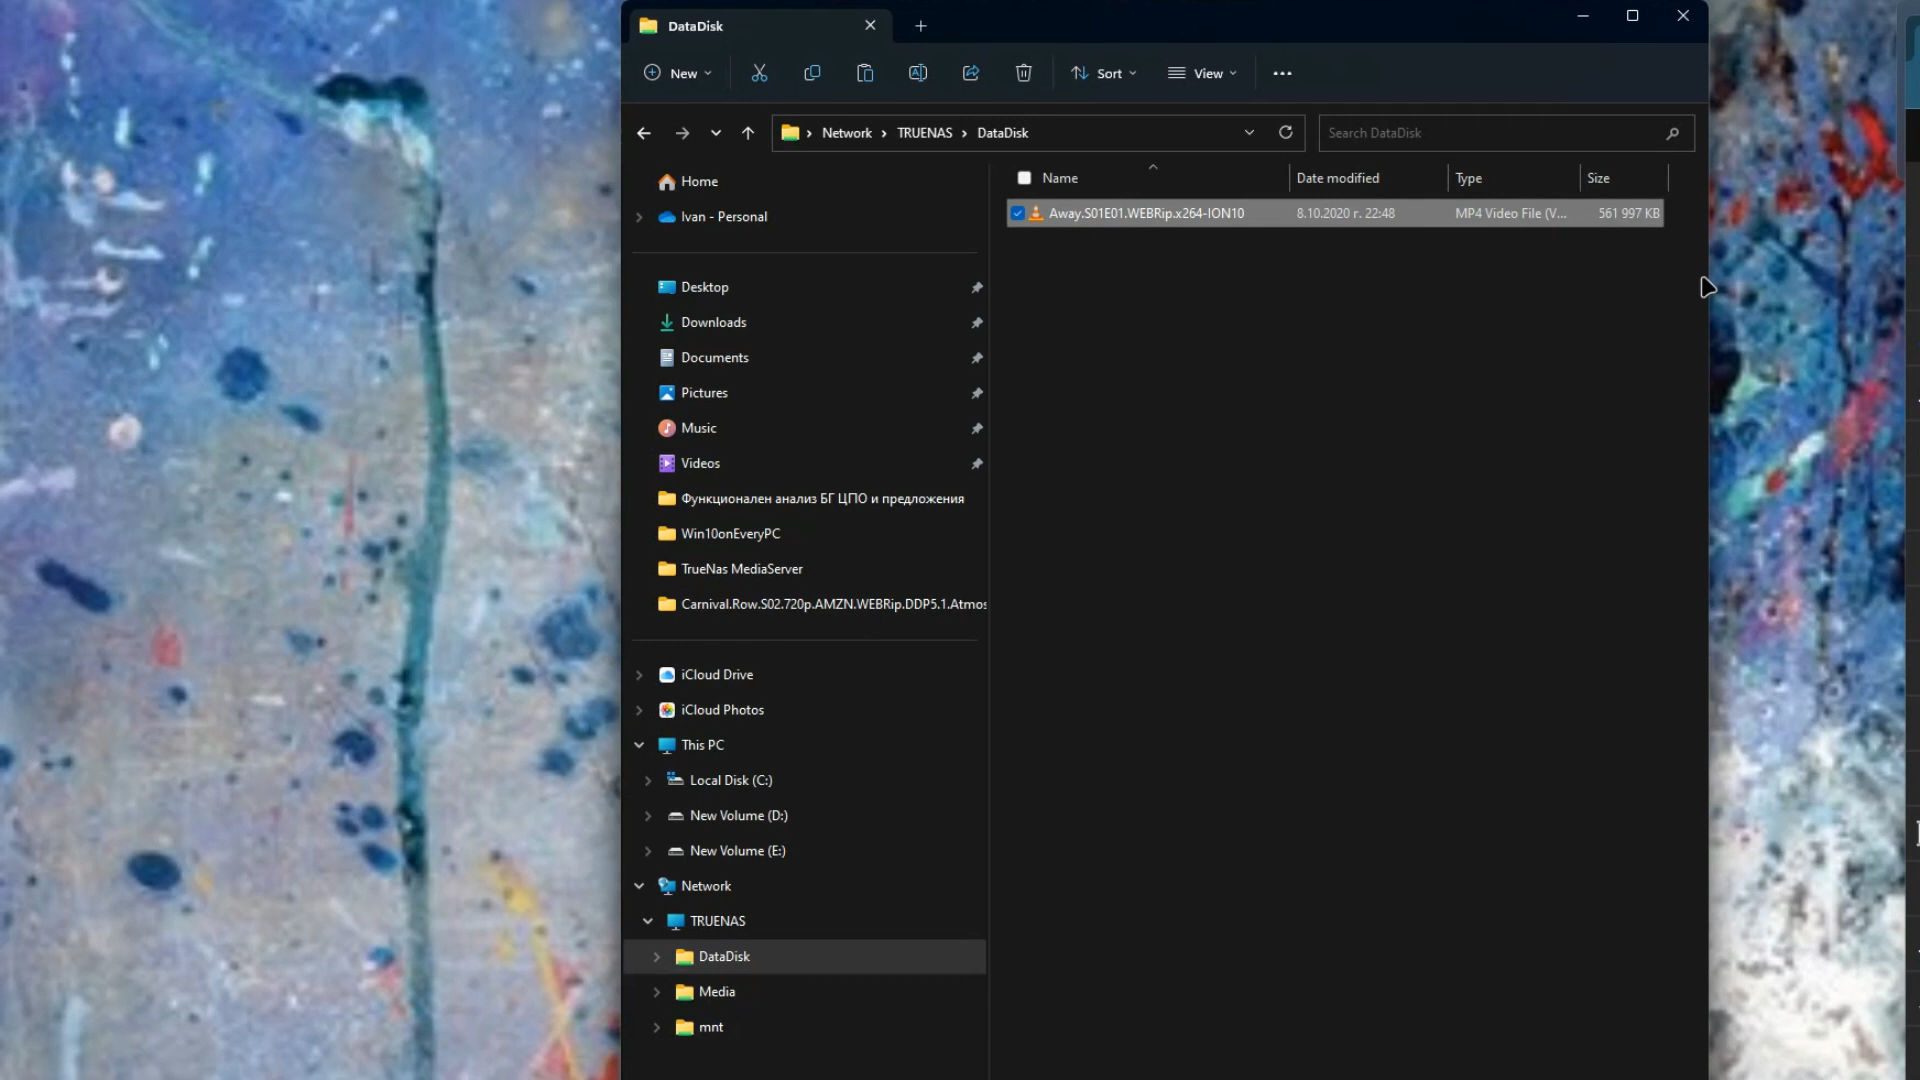 DataDisk
New
Sort
View
Network
TRUENAS
DataDisk
Search DataDisk
Home
Ivan - Personal
Desktop
Downloads
Documents
Pictures
Music
Videos
Функционален анализ БГ ЦПО и предложения
Win10onEveryPC
TrueNas MediaServer
Carnival.Row.S02.720p.AMZN.WEBRip.DDP5.1.Atmos
iCloud Drive
iCloud Photos
This PC
Local Disk (C:)
New Volume (D:)
New Volume (E:)
Network
TRUENAS
DataDisk
Media
mnt
Name Date modified Type Size
Away.S01E01.WEBRip.x264-ION10 8.10.2020 г. 22:48 MP4 Video File (V... 561 997 KB